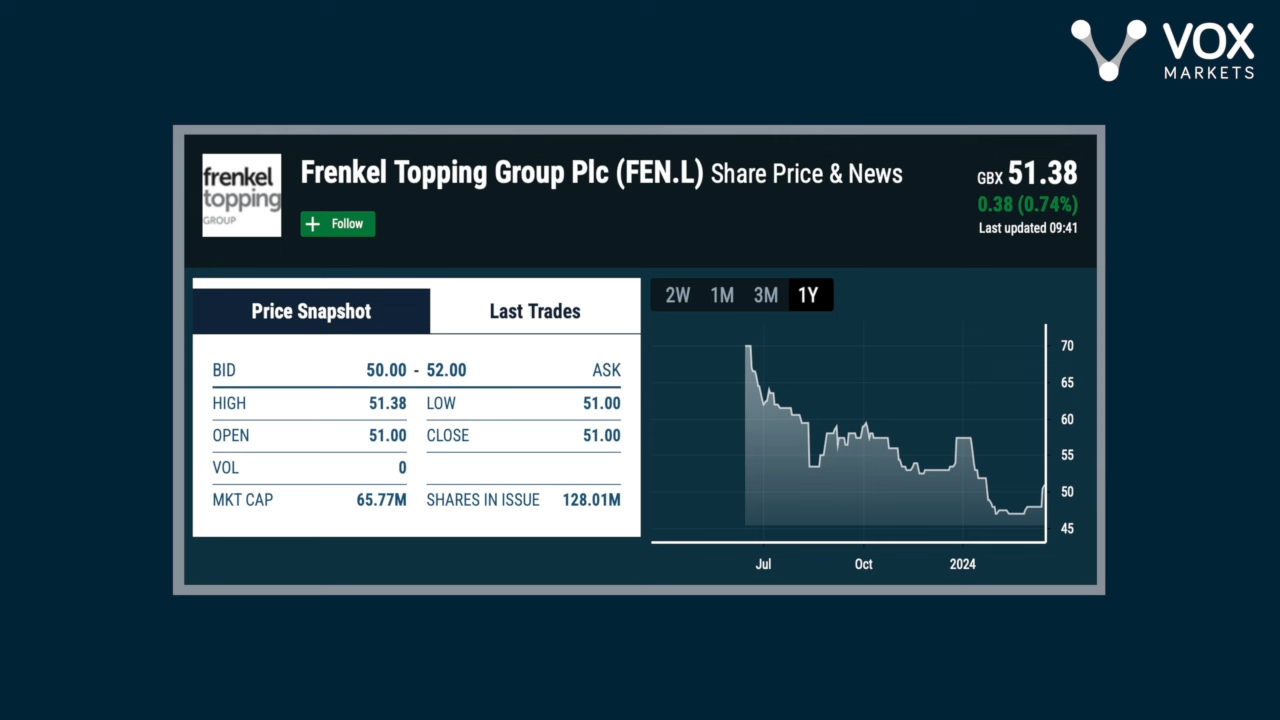 VOX
MARKETS
frenkel
topping
GROUP
Frenkel Topping Group Plc (FEN.L) Share Price & News
+ Follow
GBX 51.38
0.38 (0.74%)
Last updated 09:41
Price Snapshot
Last Trades
BID 50.00 - 52.00 ASK
HIGH 51.38 LOW 51.00
OPEN 51.00 CLOSE 51.00
VOL 0
MKT CAP 65.77M SHARES IN ISSUE 128.01M
2W 1M 3M 1Y
70
65
60
55
50
45
Jul Oct 2024